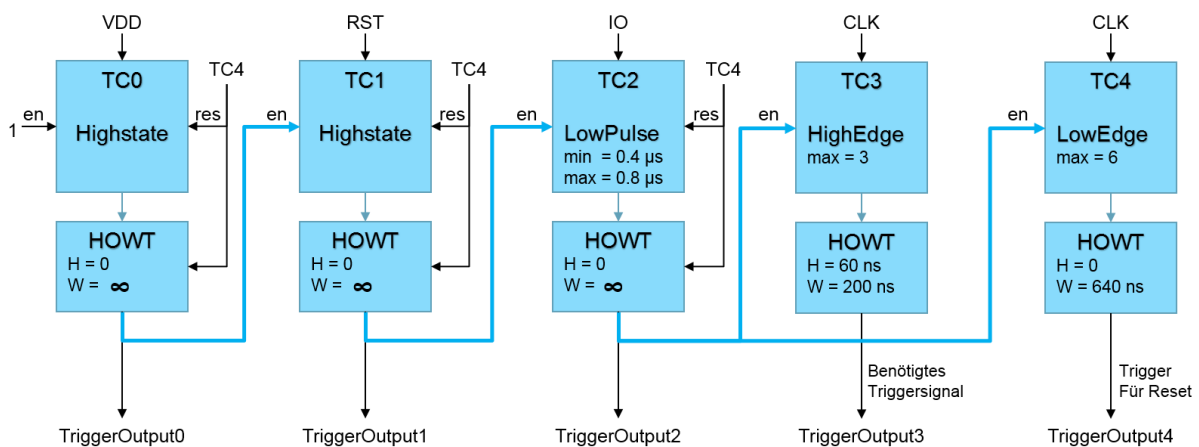 VDD
RST
IO
CLK
CLK
TC0
TC4
TC1
TC4
TC2
TC4
TC3
TC4
1
en
Highstate
res
en
Highstate
res
en
LowPulse
min = 0.4 µs
max = 0.8 µs
res
en
HighEdge
max = 3
en
LowEdge
max = 6
HOWT
H = 0
W = ∞
HOWT
H = 0
W = ∞
HOWT
H = 0
W = ∞
HOWT
H = 60 ns
W = 200 ns
HOWT
H = 0
W = 640 ns
Benötigtes
Triggersignal
Trigger
Für Reset
TriggerOutput0
TriggerOutput1
TriggerOutput2
TriggerOutput3
TriggerOutput4